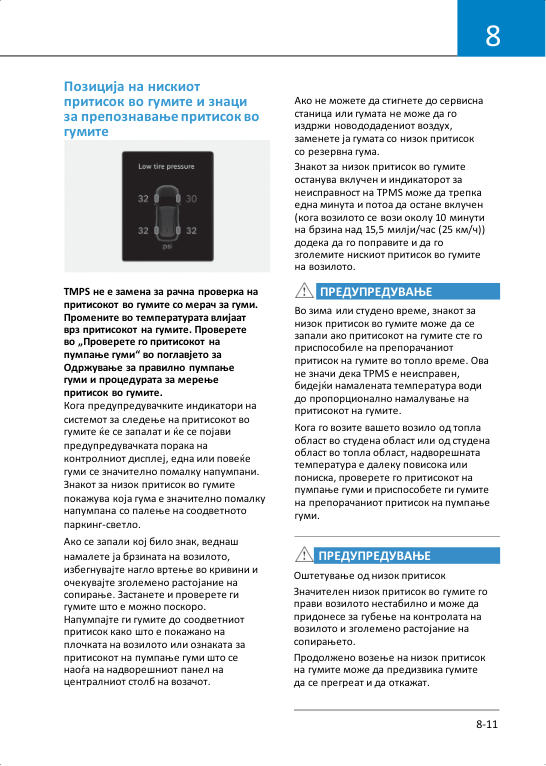 8
Позиција на нискиот
притисок во гумите и знаци
за препознавање притисок во
гумите
Low tire pressure
32 30
32 32
psi
TMPS не е замена за рачна проверка на
притисокот во гумите со мерач за гуми.
Промените во температурата влијаат
врз притисокот на гумите. Проверете
во „Проверете го притисокот на
пумпање гуми“ во поглавјето за
Одржување за правилно пумпање
гуми и процедурата за мерење
притисок во гумите.
Кога предупредувачките индикатори на
системот за следење на притисокот во
гумите ќе се запалат и ќе се појави
предупредувачката порака на
контролниот дисплеј, една или повеќе
гуми се значително помалку напумпани.
Знакот за низок притисок во гумите
покажува која гума е значително помалку
напумпана со палење на соодветното
паркинг-светло.
Ако се запали кој било знак, веднаш
намалете ја брзината на возилото,
избегнувајте нагло вртење во кривини и
очекувајте зголемено растојание на
сопирање. Застанете и проверете ги
гумите што е можно поскоро.
Напумпајте ги гумите до соодветниот
притисок како што е покажано на
плочката на возилото или ознаката за
притисокот на пумпање гуми што се
наоѓа на надворешниот панел на
централниот столб на возачот.
Ако не можете да стигнете до сервисна
станица или гумата не може да го
издржи новододадениот воздух,
заменете ја гумата со низок притисок
со резервна гума.
Знакот за низок притисок во гумите
останува вклучен и индикаторот за
неисправност на TPMS може да трепка
една минута и потоа да остане вклучен
(кога возилото се вози околу 10 минути
на брзина над 15,5 милји/час (25 км/ч))
додека да го поправите и да го
зголемите нискиот притисок во гумите
на возилото.
ПРЕДУПРЕДУВАЊЕ
Во зима или студено време, знакот за
низок притисок во гумите може да се
запали ако притисокот на гумите сте го
приспособиле на препорачаниот
притисок на гумите во топло време. Ова
не значи дека TPMS е неисправен,
бидејќи намалената температура води
до пропорционално намалување на
притисокот на гумите.
Кога го возите вашето возило од топла
област во студена област или од студена
област во топла област, надворешната
температура е далеку повисока или
пониска, проверете го притисокот на
пумпање гуми и приспособете ги гумите
на препорачаниот притисок на пумпање
гуми.
ПРЕДУПРЕДУВАЊЕ
Оштетување од низок притисок
Значителен низок притисок во гумите го
прави возилото нестабилно и може да
придонесе за губење на контролата на
возилото и зголемено растојание на
сопирањето.
Продолжено возење на низок притисок
на гумите може да предизвика гумите
да се прегреат и да откажат.
8-11